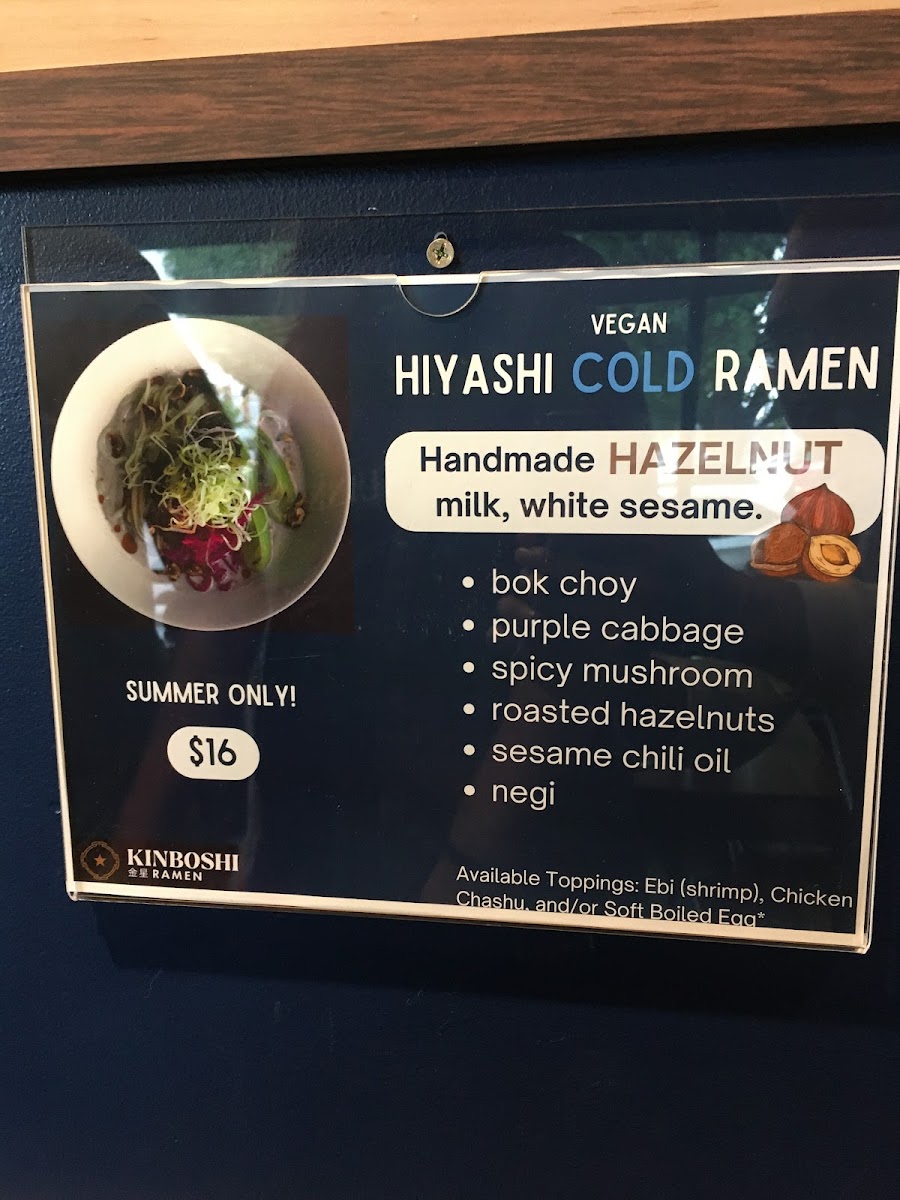 VEGAN
HIYASHI COLD RAMEN
Handmade HAZELNUT
milk, white sesame.
• bok choy
• purple cabbage
• spicy mushroom
• roasted hazelnuts
• sesame chili oil
• negi
SUMMER ONLY!
$16
KINBOSHI
金星 RAMEN
Available Toppings: Ebi (shrimp), Chicken
Chashu, and/or Soft Boiled Egg*